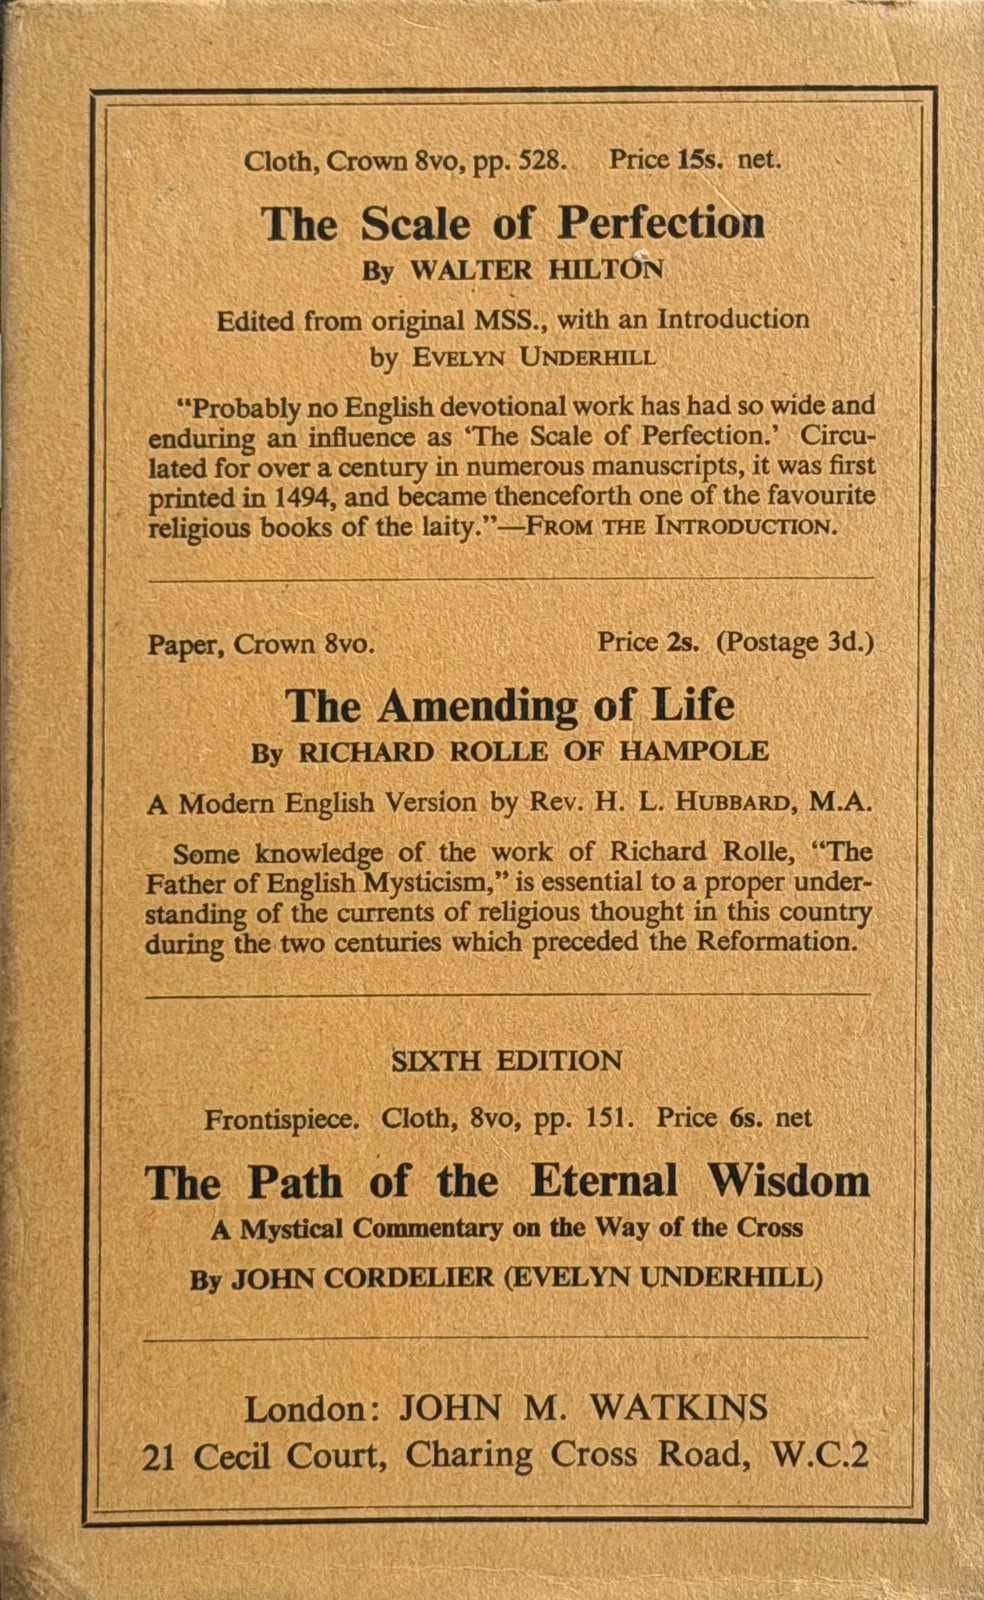 Cloth, Crown 8vo, pp. 528. Price 15s. net.
The Scale of Perfection
By WALTER HILTON
Edited from original MSS., with an Introduction
by EVELYN UNDERHILL
“Probably no English devotional work has had so wide and
enduring an influence as ‘The Scale of Perfection.’ Circu-
lated for over a century in numerous manuscripts, it was first
printed in 1494, and became thenceforth one of the favourite
religious books of the laity.”—FROM THE INTRODUCTION.
Paper, Crown 8vo. Price 2s. (Postage 3d.)
The Amending of Life
By RICHARD ROLLE OF HAMPOLE
A Modern English Version by Rev. H. L. HUBBARD, M.A.
Some knowledge of the work of Richard Rolle, “The
Father of English Mysticism,” is essential to a proper under-
standing of the currents of religious thought in this country
during the two centuries which preceded the Reformation.
SIXTH EDITION
Frontispiece. Cloth, 8vo, pp. 151. Price 6s. net
The Path of the Eternal Wisdom
A Mystical Commentary on the Way of the Cross
By JOHN CORDELIER (EVELYN UNDERHILL)
London: JOHN M. WATKINS
21 Cecil Court, Charing Cross Road, W.C.2